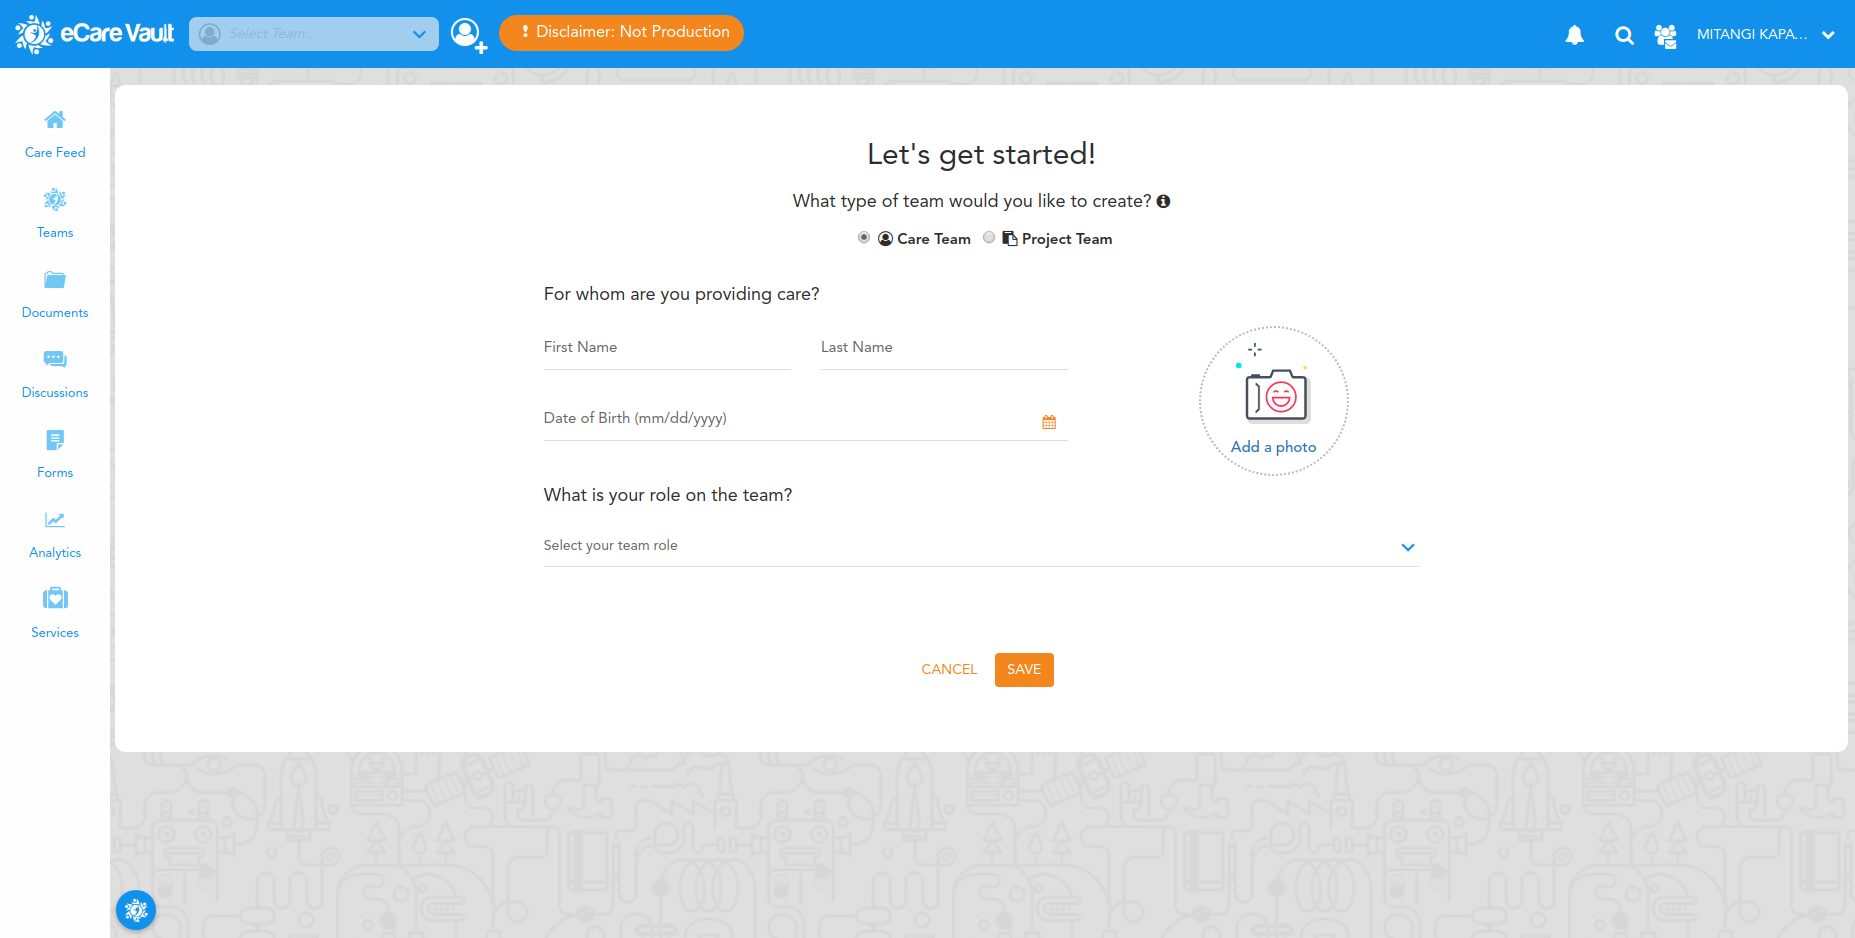 eCare Vault
Select Team...
Disclaimer: Not Production
MITANGI KAPA...
Care Feed
Teams
Documents
Discussions
Forms
Analytics
Services
Let's get started!
What type of team would you like to create?
Care Team Project Team
For whom are you providing care?
First Name Last Name
Date of Birth (mm/dd/yyyy)
Add a photo
What is your role on the team?
Select your team role
CANCEL SAVE